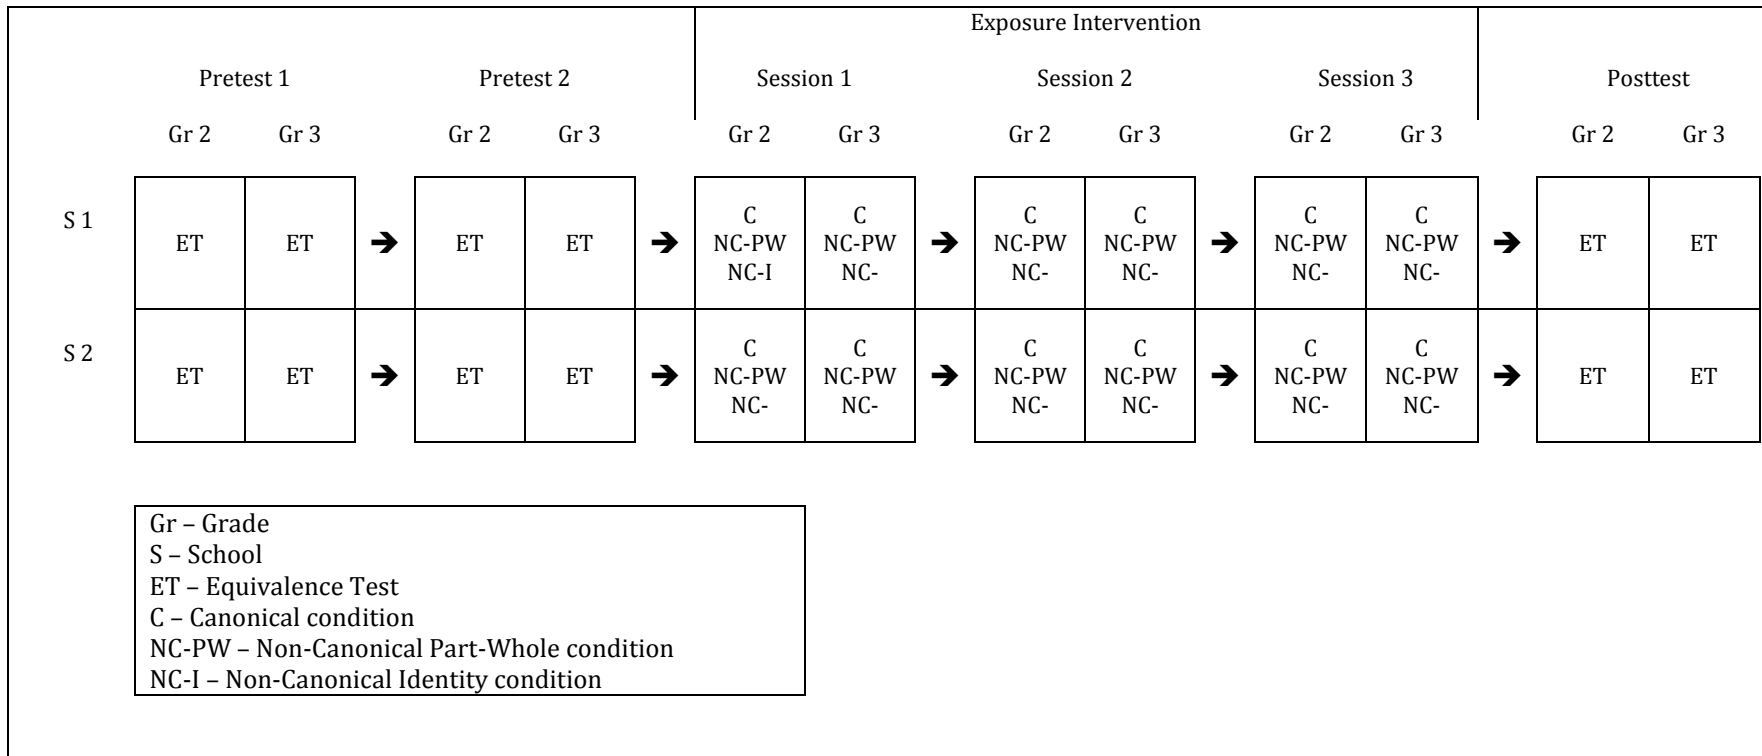 Exposure Intervention
Pretest 1 Pretest 2 Session 1 Session 2 Session 3 Posttest
Gr 2 Gr 3 Gr 2 Gr 3 Gr 2 Gr 3 Gr 2 Gr 3 Gr 2 Gr 3 Gr 2 Gr 3
C C C C C C
S 1
ET ET ➔ ET ET ➔ NC-PW NC-PW ➔ NC-PW NC-PW ➔ NC-PW NC-PW ➔ ET ET
NC-I NC- NC- NC- NC- NC-
C C C C C C
S 2
ET ET ➔ ET ET ➔ NC-PW NC-PW ➔ NC-PW NC-PW ➔ NC-PW NC-PW ➔ ET ET
NC- NC- NC- NC- NC- NC-
Gr – Grade
S – School
ET – Equivalence Test
C – Canonical condition
NC-PW – Non-Canonical Part-Whole condition
NC-I – Non-Canonical Identity condition